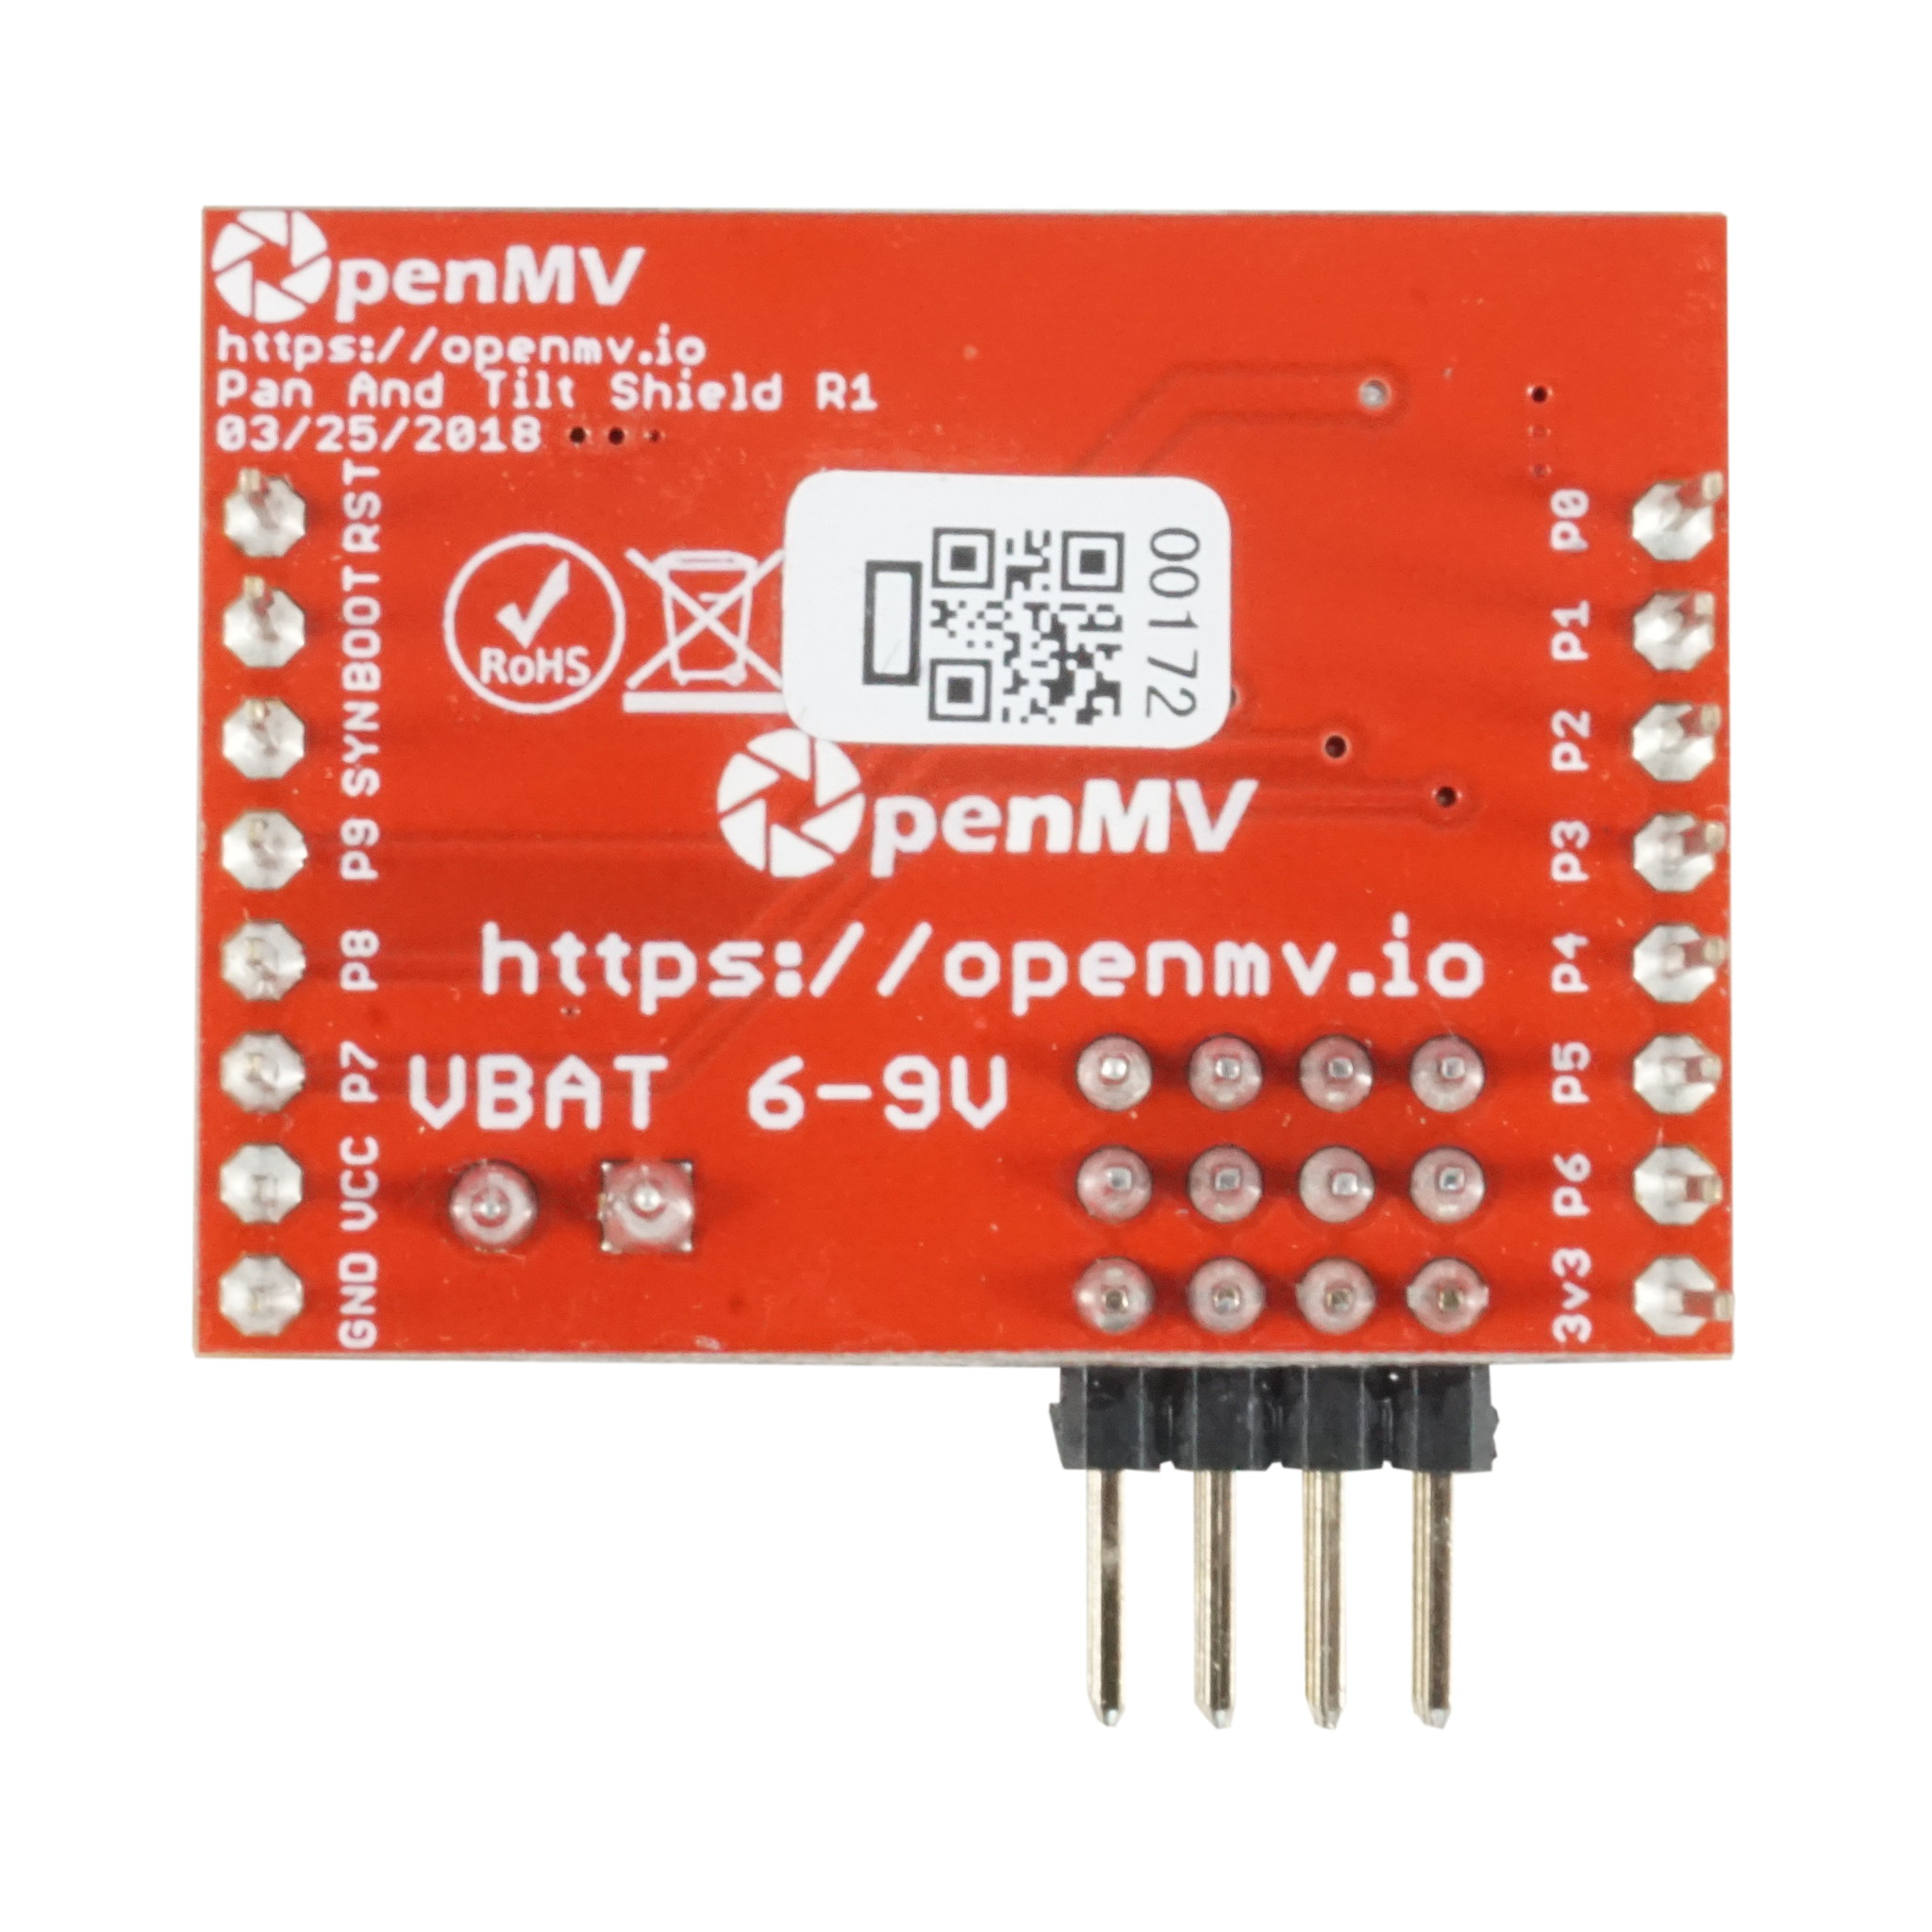 OpenMV
https://openmv.io
Pan And Tilt Shield R1
03/25/2018
RST
BOOT
SYN
P9
P8
P7
VCC
GND
RoHS
001172
OpenMV
https://openmv.io
VBAT 6-9V
P0
P1
P2
P3
P4
P5
P6
3v3